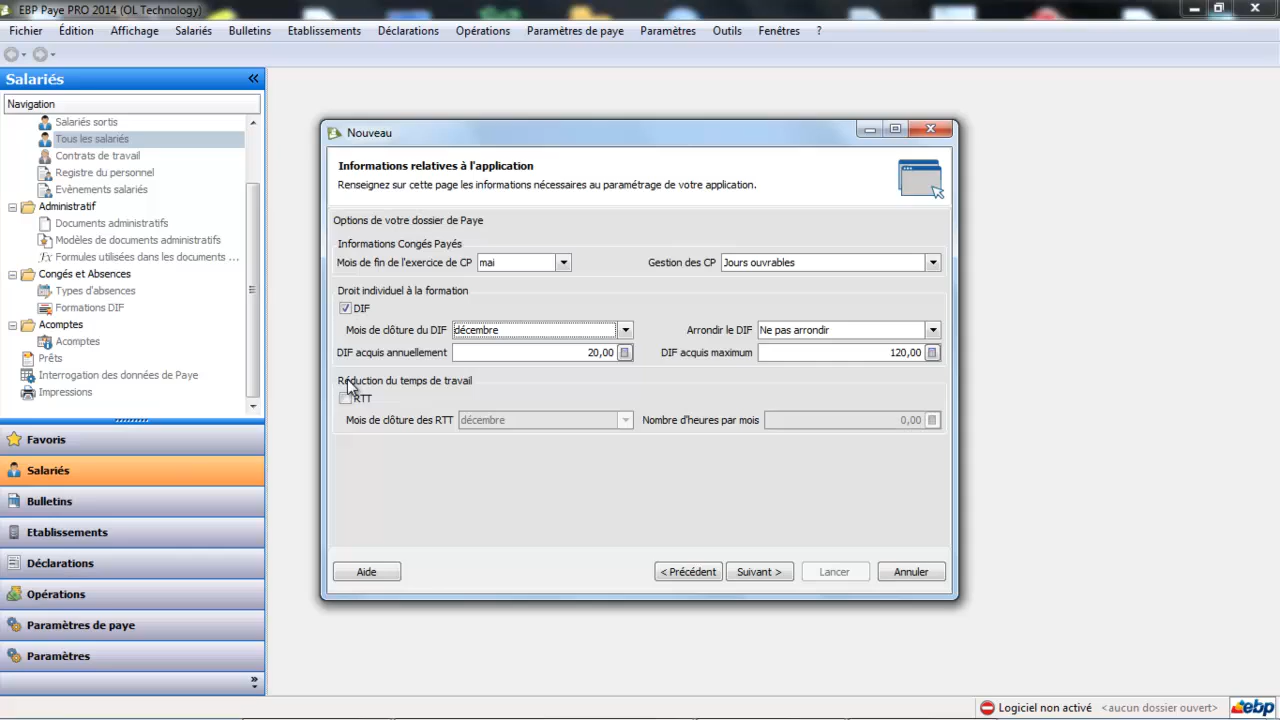 EBP Paye PRO 2014 (OL Technology)
Fichier Édition Affichage Salariés Bulletins Etablissements Déclarations Opérations Paramètres de paye Paramètres Outils Fenêtres ?
Salariés
Navigation
Salariés sortis
Tous les salariés
Contrats de travail
Registre du personnel
Evènements salariés
Administratif
Documents administratifs
Modèles de documents administratifs
Formules utilisées dans les documents ...
Congés et Absences
Types d'absences
Formations DIF
Acomptes
Acomptes
Prêts
Interrogation des données de Paye
Impressions
Favoris
Salariés
Bulletins
Etablissements
Déclarations
Opérations
Paramètres de paye
Paramètres
Nouveau
Informations relatives à l'application
Renseignez sur cette page les informations nécessaires au paramétrage de votre application.
Options de votre dossier de Paye
Informations Congés Payés
Mois de fin de l'exercice de CP mai Gestion des CP Jours ouvrables
Droit individuel à la formation
DIF
Mois de clôture du DIF décembre Arrondir le DIF Ne pas arrondir
DIF acquis annuellement 20,00 DIF acquis maximum 120,00
Réduction du temps de travail
RTT
Mois de clôture des RTT décembre Nombre d'heures par mois 0,00
Aide < Précédent Suivant > Lancer Annuler
Logiciel non activé <aucun dossier ouvert> ebp